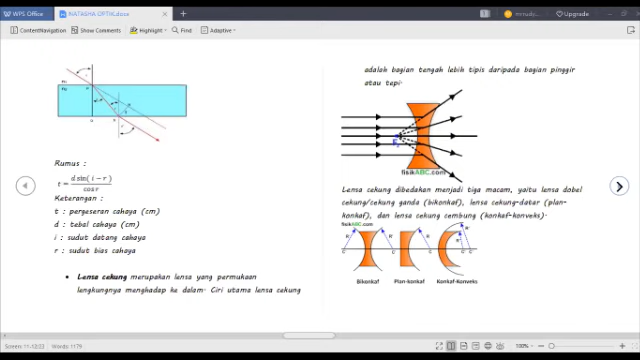 WPS Office
NATASHA OPTIK.docx
Upgrade
ContentNavigation
Highlight
Find
Adaptive
Rumus :
t = d sin( i − r ) / cos r
Keterangan :
t : pergeseran cahaya (cm)
d : tebal cahaya (cm)
i : sudut datang cahaya
r : sudut bias cahaya
• Lensa cekung merupakan lensa yang permukaan
lengkungnya menghadap ke dalam. Ciri utama lensa cekung
adalah bagian tengah lebih tipis daripada bagian pinggir
atau tepi.
fisikABC.com
Lensa cekung dibedakan menjadi tiga macam, yaitu lensa dobel
cekung/cekung ganda (bikonkaf), lensa cekung-datar (plan-
konkaf), dan lensa cekung cembung (konkaf-konveks).
fisikABC.com
Bikonkaf Plan-konkaf Konkaf-Konveks
Words: 1179
100%